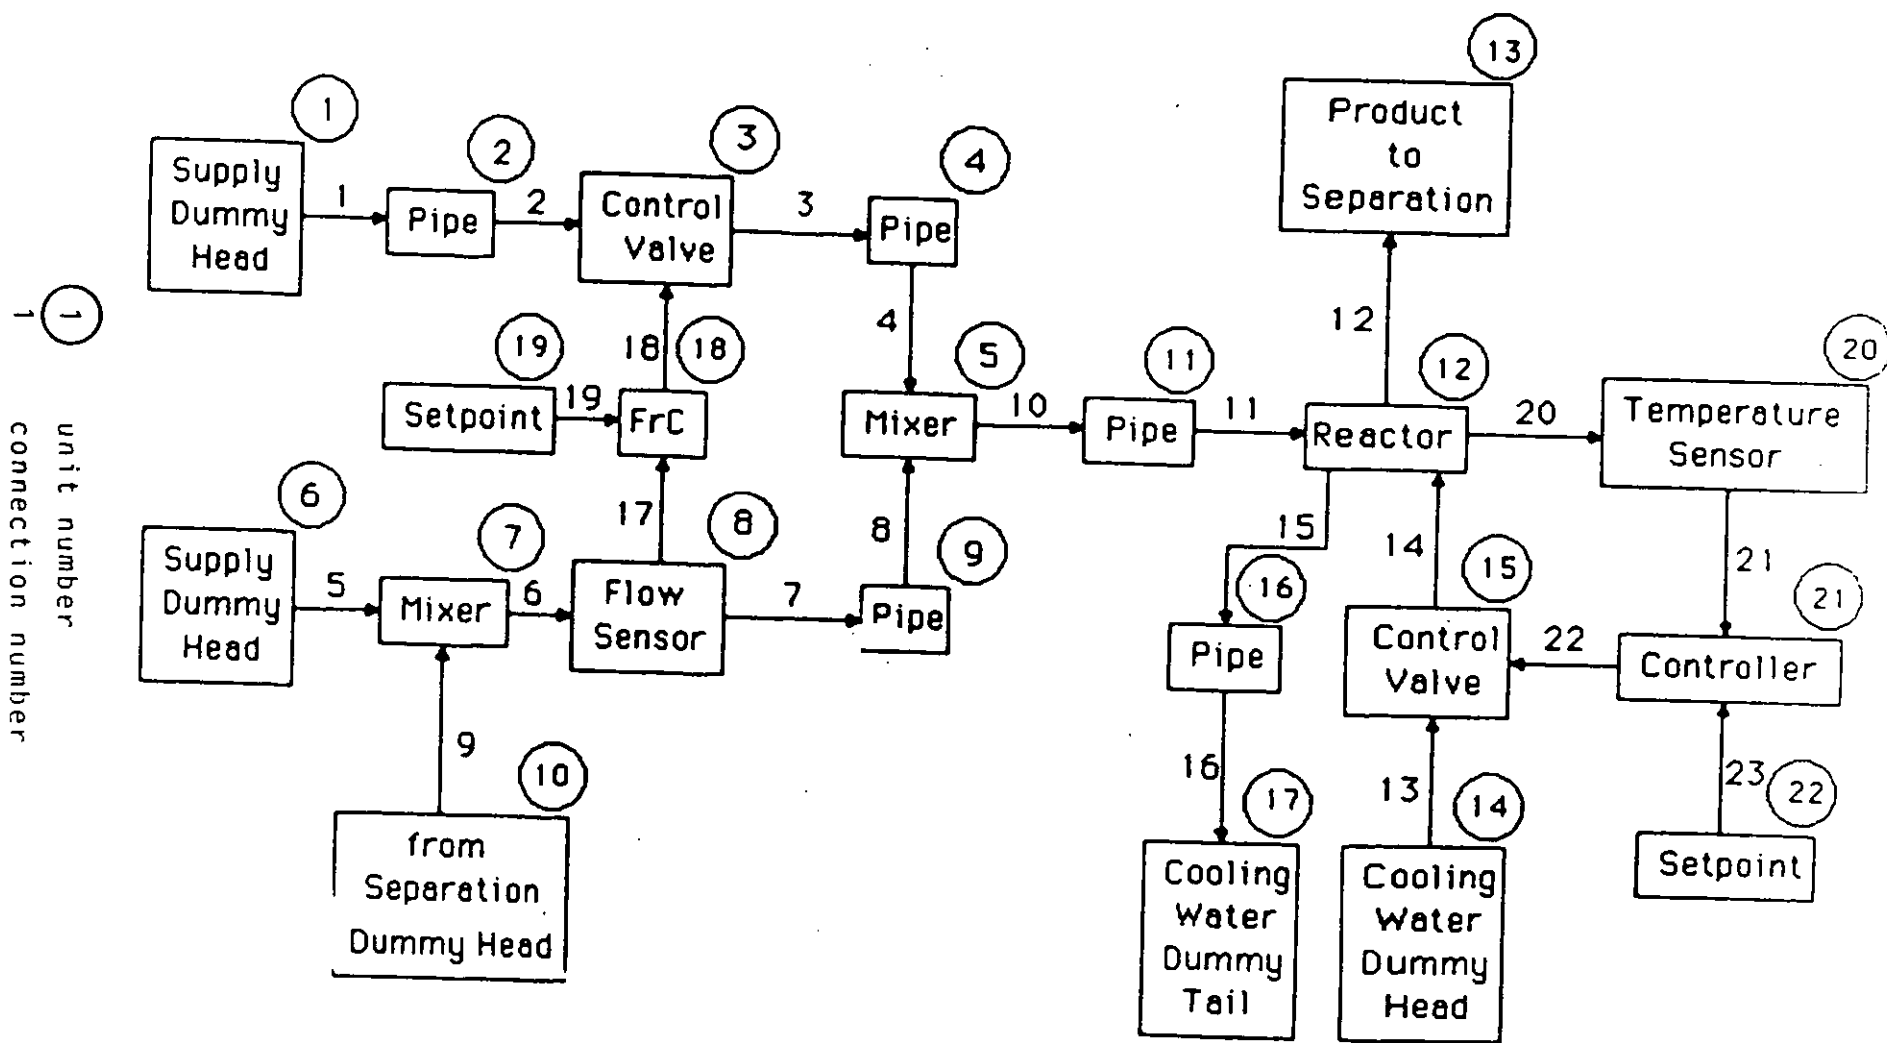 13
Product
to
Separation
1
Supply
Dummy
Head
1
2
Pipe
2
3
Control
Valve
3
4
Pipe
4
12
20
Temperature
Sensor
19
Setpoint
19
18
18
FrC
5
Mixer
10
11
Pipe
11
12
Reactor
20
17
6
Supply
Dummy
Head
5
7
Mixer
6
8
Flow
Sensor
7
8
9
Pipe
9
10
from
Separation
Dummy Head
15
16
Pipe
16
17
Cooling
Water
Dummy
Tail
14
15
Control
Valve
13
14
Cooling
Water
Dummy
Head
21
21
Controller
22
23
22
Setpoint
1 unit number
1 connection number